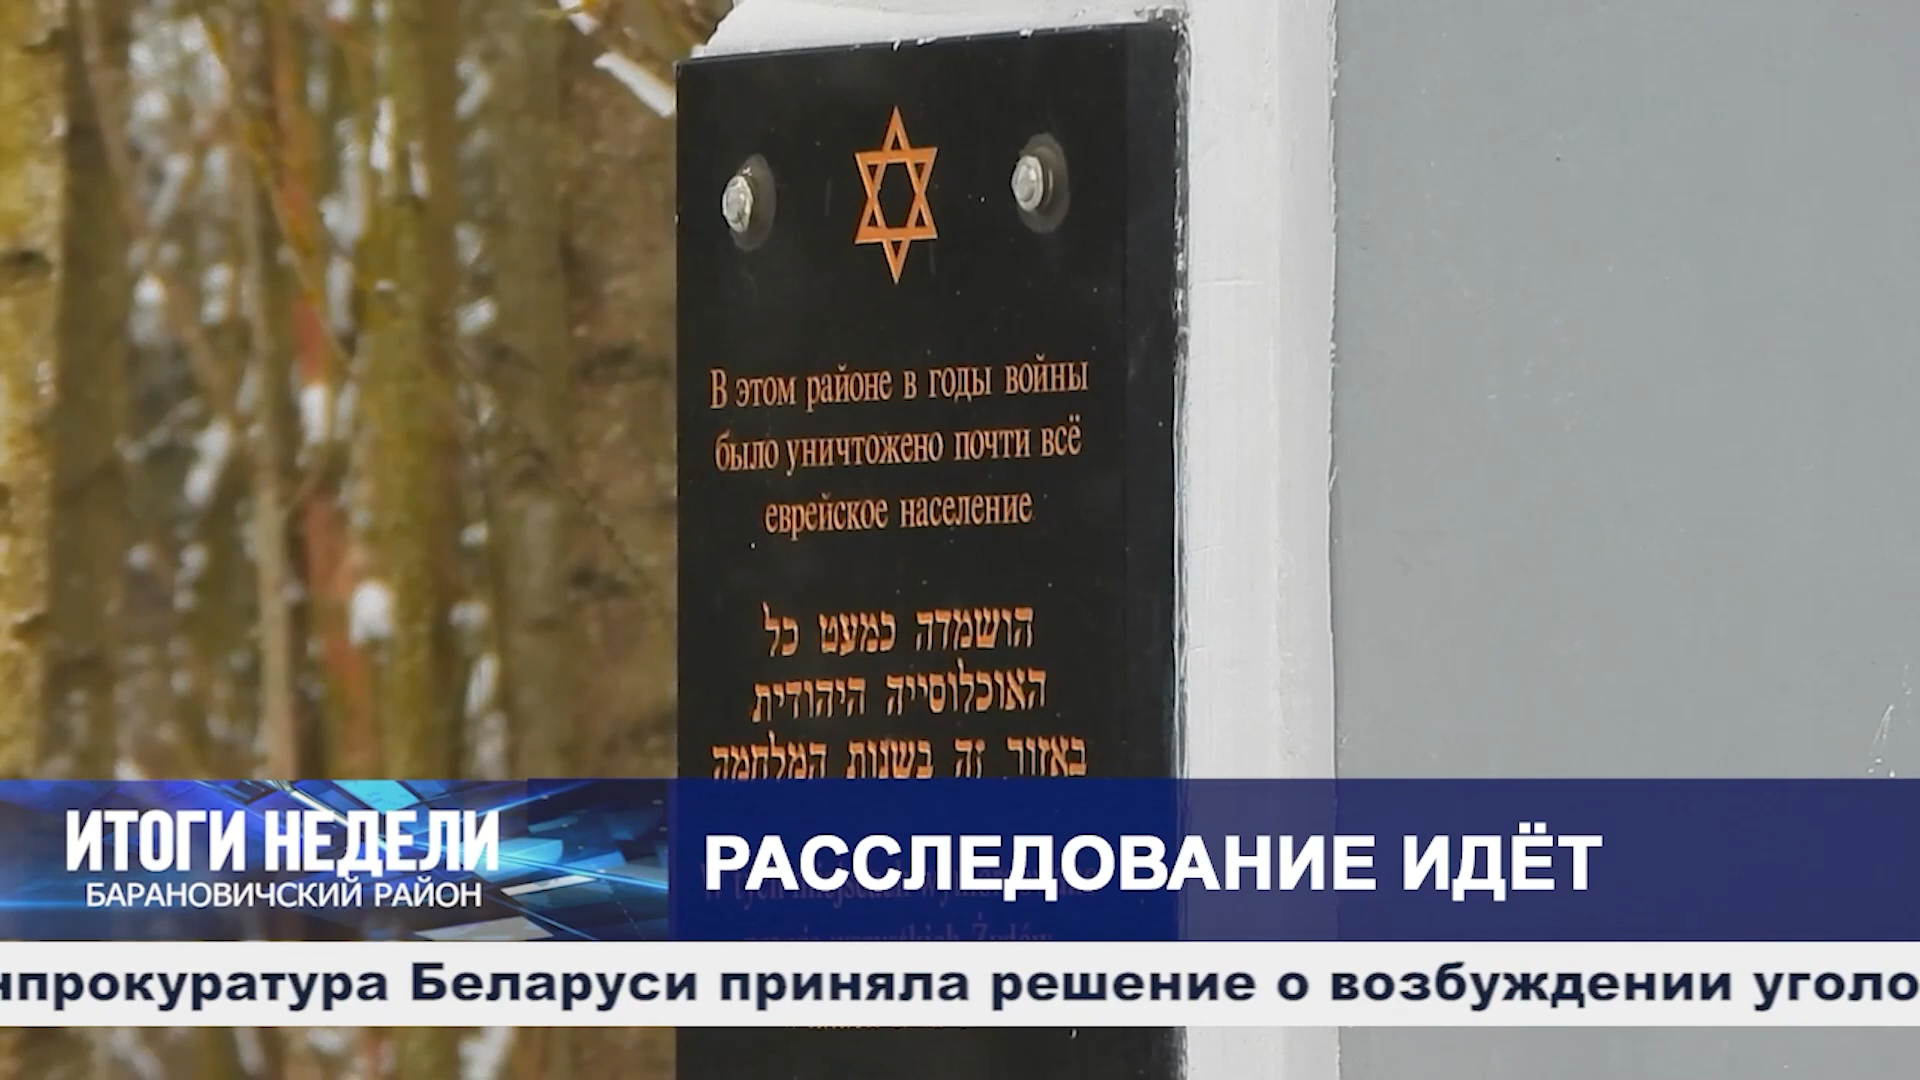 В этом районе в годы войны
было уничтожено почти всё
еврейское население
הושמדה כמעט כל
האוכלוסייה היהודית
באזור זה בשנות המלחמה
ИТОГИ НЕДЕЛИ
БАРАНОВИЧСКИЙ РАЙОН
РАССЛЕДОВАНИЕ ИДЁТ
нпрокуратура Беларуси приняла решение о возбуждении уголо